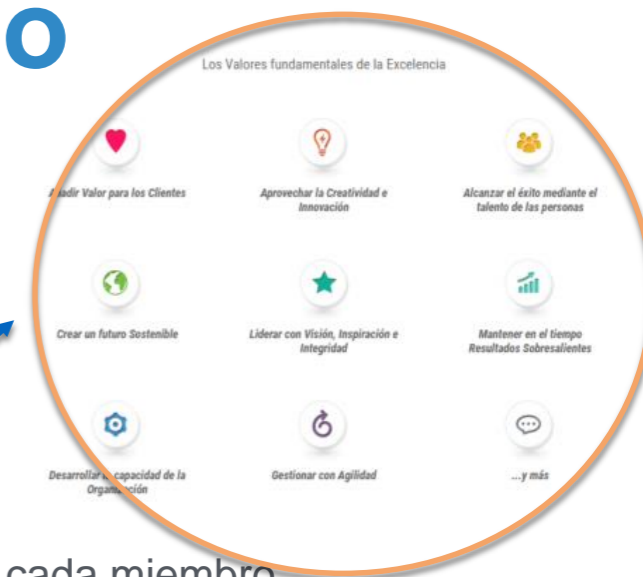 o
Los Valores fundamentales de la Excelencia
Añadir Valor para los Clientes
Aprovechar la Creatividad e
Innovación
Alcanzar el éxito mediante el
talento de las personas
Crear un futuro Sostenible
Liderar con Visión, Inspiración e
Integridad
Mantener en el tiempo
Resultados Sobresalientes
Desarrollar la capacidad de la
Organización
Gestionar con Agilidad
...y más
cada miembro